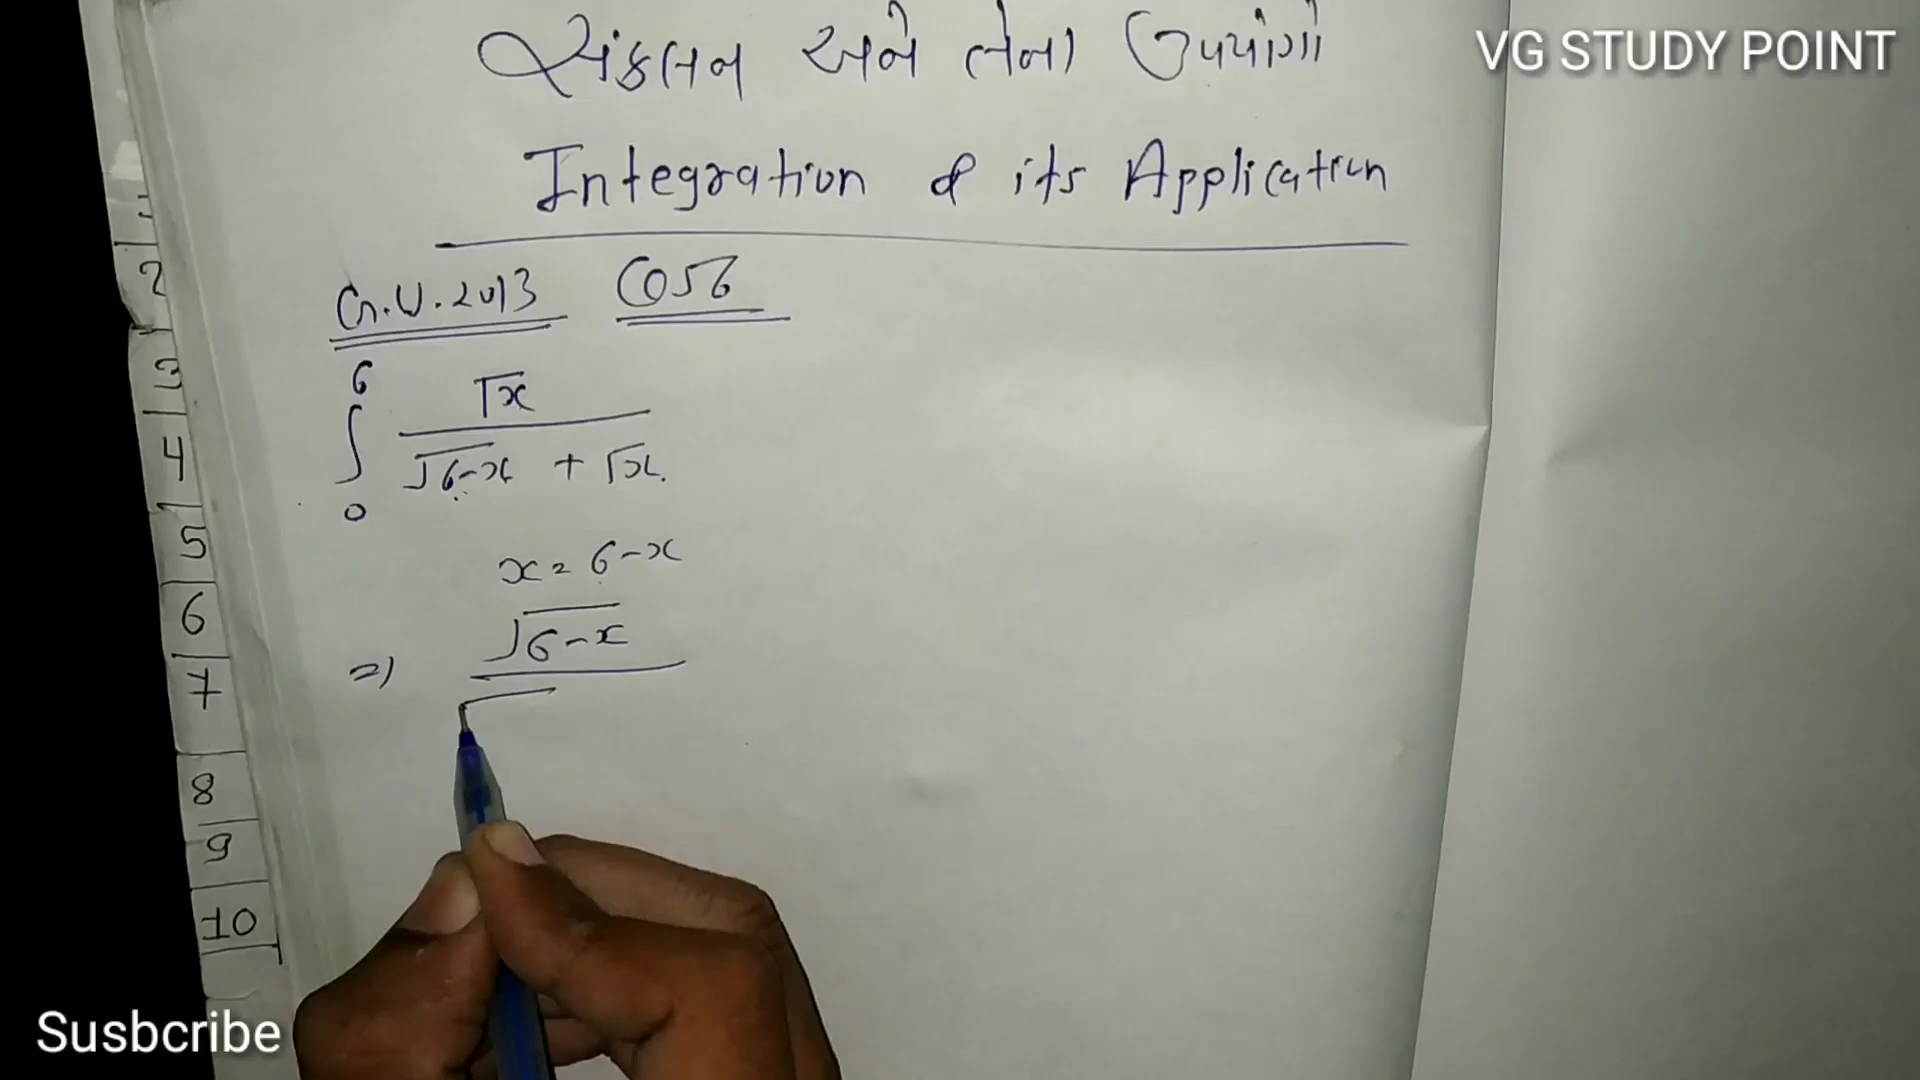 VG STUDY POINT
સંકલન અને તેના ઉપયોગો
Integration & its Application
G.U. 2013 COS6
6
∫ √x
√6-x + √x.
0
x = 6-x
=> √6-x
2
3
4
5
6
7
8
9
10
Susbcribe